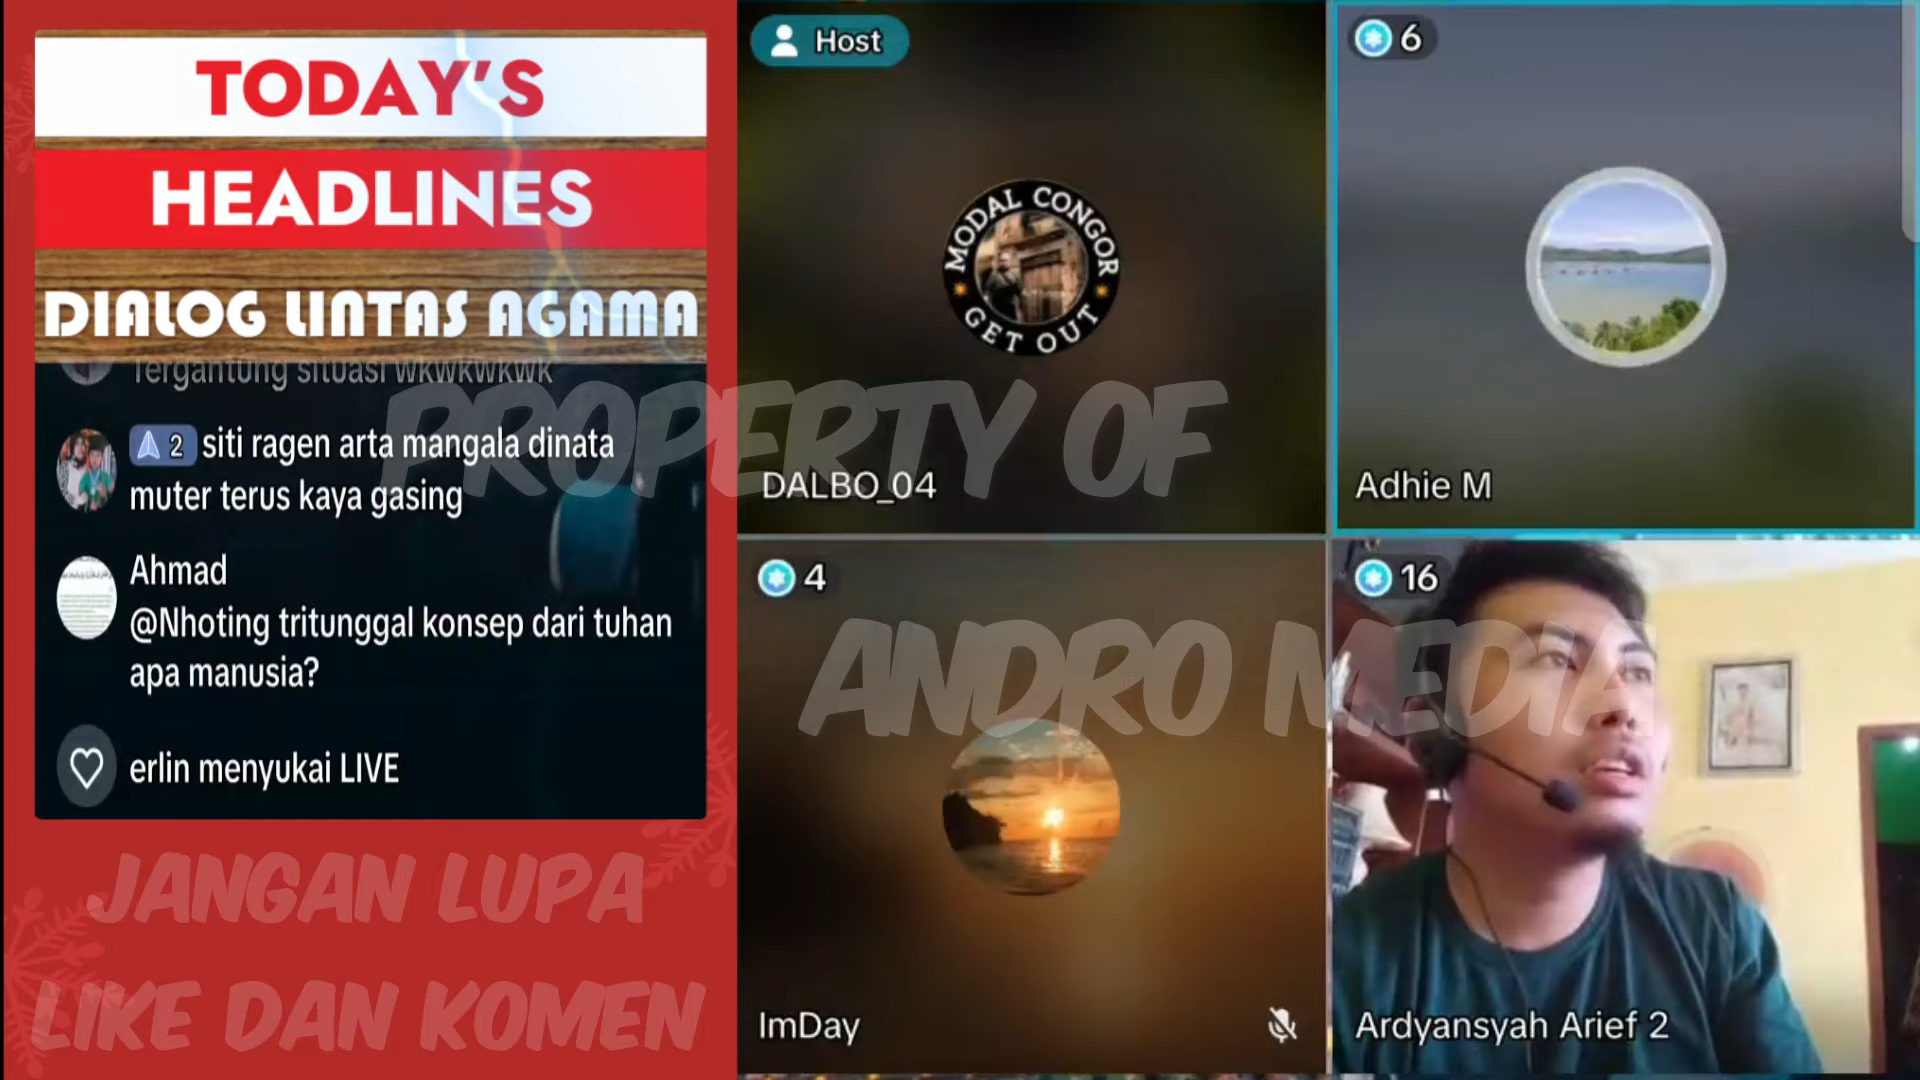 TODAY'S
HEADLINES
DIALOG LINTAS AGAMA
Tergantung situasi wkwkwkwk
2 siti ragen arta mangala dinata
muter terus kaya gasing
Ahmad
@Nhoting tritunggal konsep dari tuhan
apa manusia?
erlin menyukai LIVE
JANGAN LUPA
LIKE DAN KOMEN
Host
MODAL CONGOR
GET OUT
DALBO_04
6
Adhie M
PROPERTY OF
ANDRO MEDIA
4
ImDay
16
Ardyansyah Arief 2